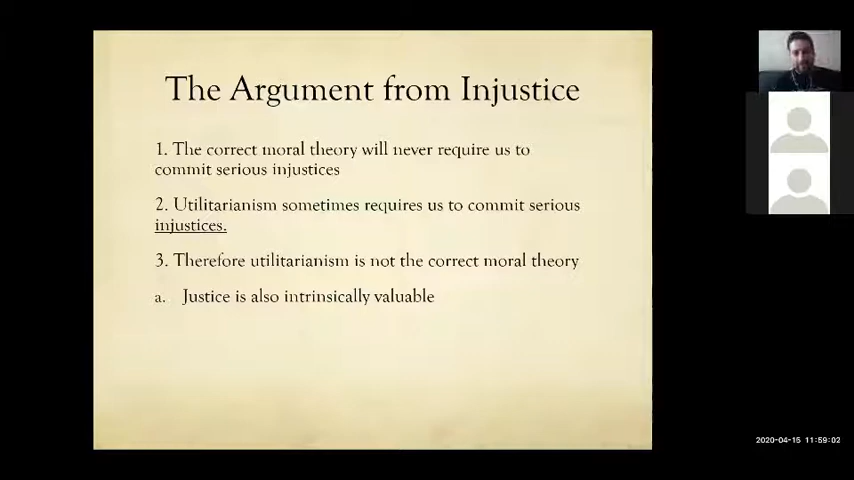 The Argument from Injustice
1. The correct moral theory will never require us to
commit serious injustices
2. Utilitarianism sometimes requires us to commit serious
injustices.
3. Therefore utilitarianism is not the correct moral theory
a. Justice is also intrinsically valuable
2020-04-15 11:59:02